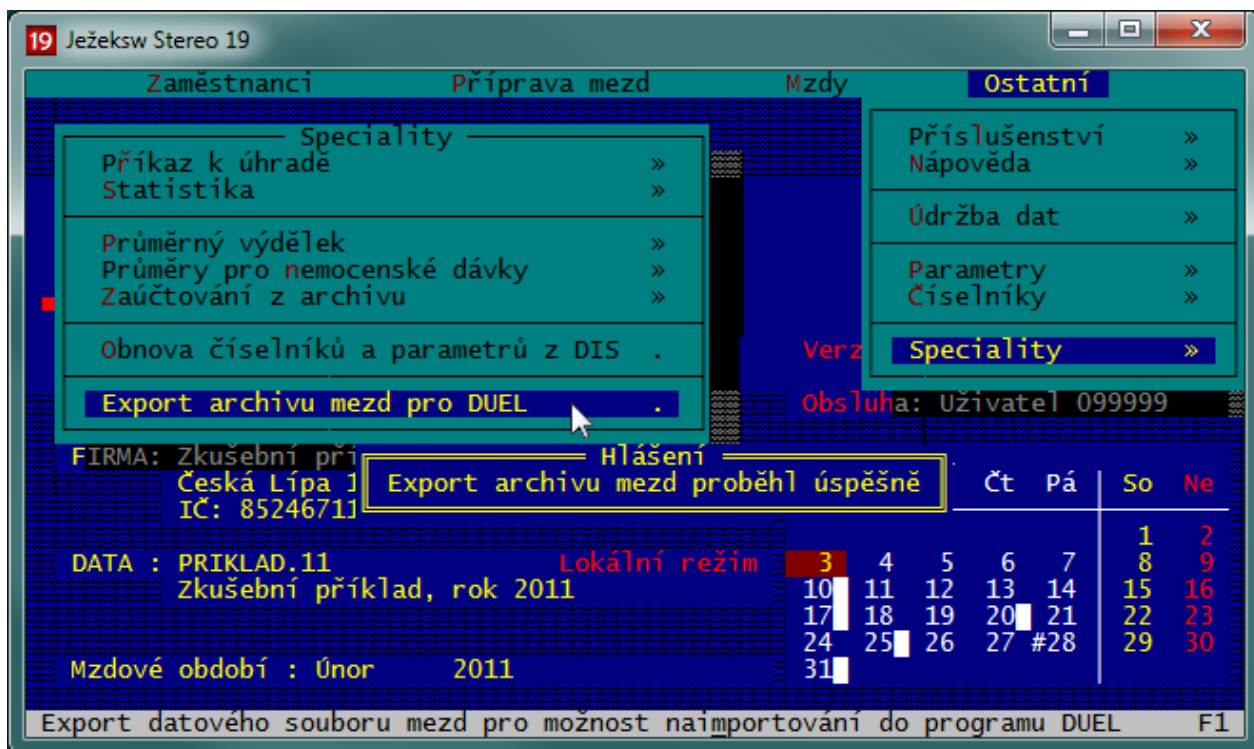 19 Ježeksw Stereo 19
Zaměstnanci Příprava mezd Mzdy Ostatní
Speciality
Příkaz k úhradě »
Statistika »
Průměrný výdělek »
Průměry pro nemocenské dávky »
Zaúčtování z archivu »
Obnova číselníků a parametrů z DIS .
Export archivu mezd pro DUEL .
Příslušenství »
Nápověda »
Údržba dat »
Parametry »
Číselníky »
Speciality »
Obsluha: Uživatel 099999
FIRMA: Zkušební
Česká Lípa
IČ: 8524671
Hlášení
Export archivu mezd proběhl úspěšně
DATA : PRIKLAD.11 Lokální režim
Zkušební příklad, rok 2011
Mzdové období : Únor 2011
Čt Pá So Ne
1 2
3 4 5 6 7 8 9
10 11 12 13 14 15 16
17 18 19 20 21 22 23
24 25 26 27 #28 29 30
31
Export datového souboru mezd pro možnost naimportování do programu DUEL F1